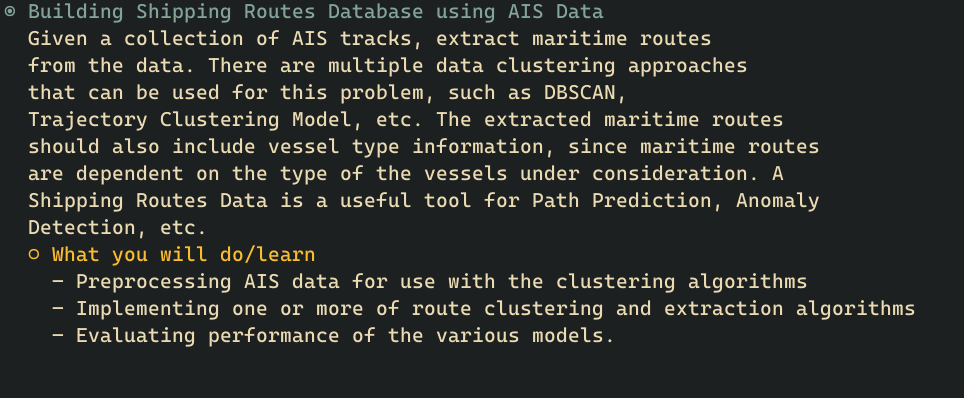 Building Shipping Routes Database using AIS Data
Given a collection of AIS tracks, extract maritime routes
from the data. There are multiple data clustering approaches
that can be used for this problem, such as DBSCAN,
Trajectory Clustering Model, etc. The extracted maritime routes
should also include vessel type information, since maritime routes
are dependent on the type of the vessels under consideration. A
Shipping Routes Data is a useful tool for Path Prediction, Anomaly
Detection, etc.
What you will do/learn
– Preprocessing AIS data for use with the clustering algorithms
– Implementing one or more of route clustering and extraction algorithms
– Evaluating performance of the various models.